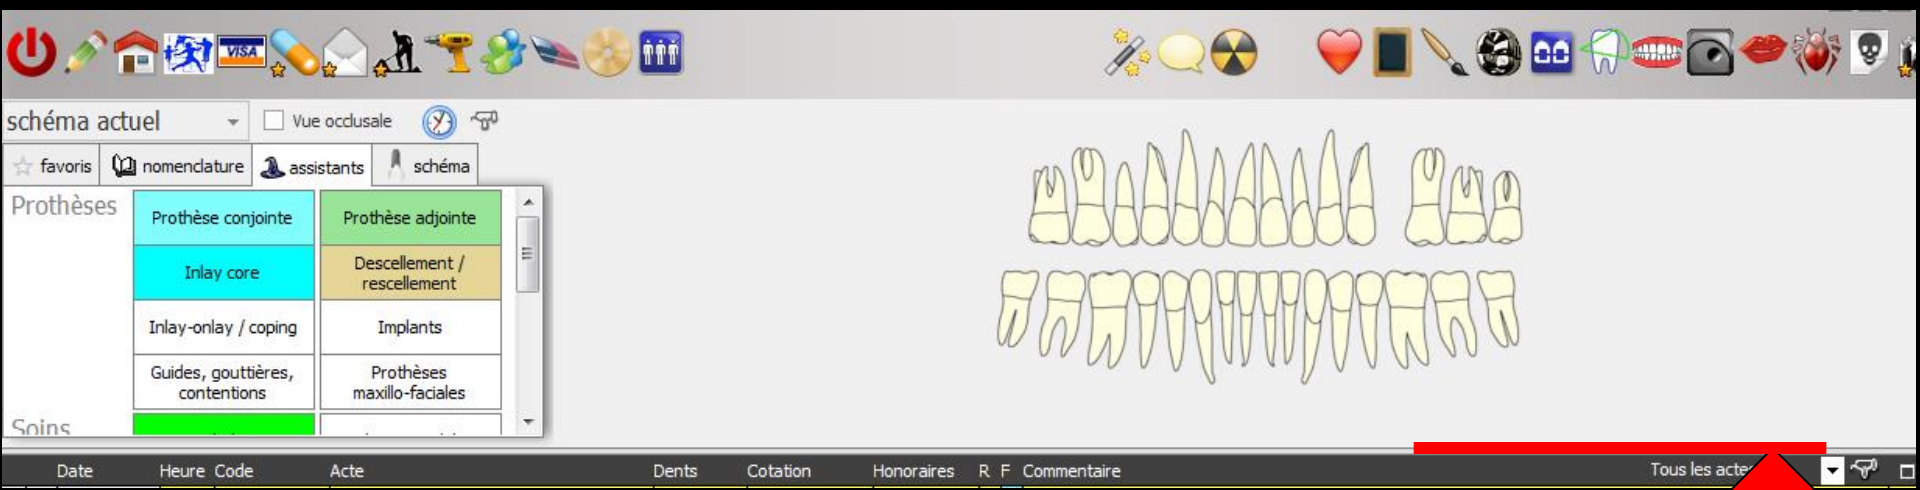 VISA
schéma actuel
Vue occlusale
favoris
nomenclature
assistants
schéma
Prothèses
Prothèse conjointe
Prothèse adjointe
Inlay core
Descellement /
rescellement
Inlay-onlay / coping
Implants
Guides, gouttières,
contentions
Prothèses
maxillo-faciales
Soins
Date Heure Code Acte Dents Cotation Honoraires R F Commentaire Tous les actes